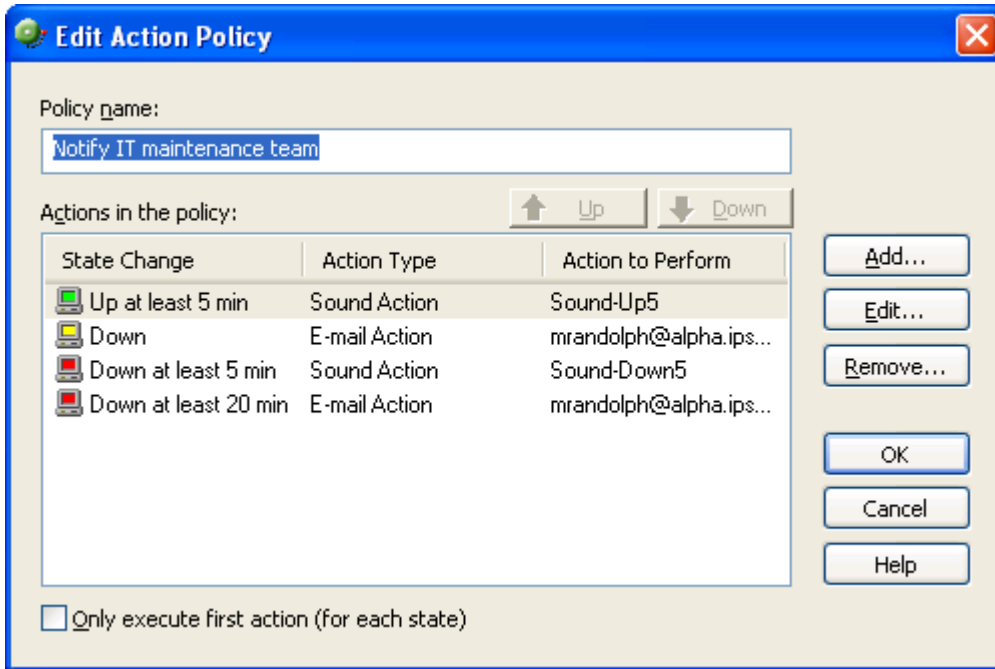 Edit Action Policy
Policy name:
Notify IT maintenance team
Actions in the policy:
Up
Down
State Change Action Type Action to Perform
Up at least 5 min Sound Action Sound-Up5
Down E-mail Action mrandolph@alpha.ips...
Down at least 5 min Sound Action Sound-Down5
Down at least 20 min E-mail Action mrandolph@alpha.ips...
Add...
Edit...
Remove...
OK
Cancel
Help
Only execute first action (for each state)